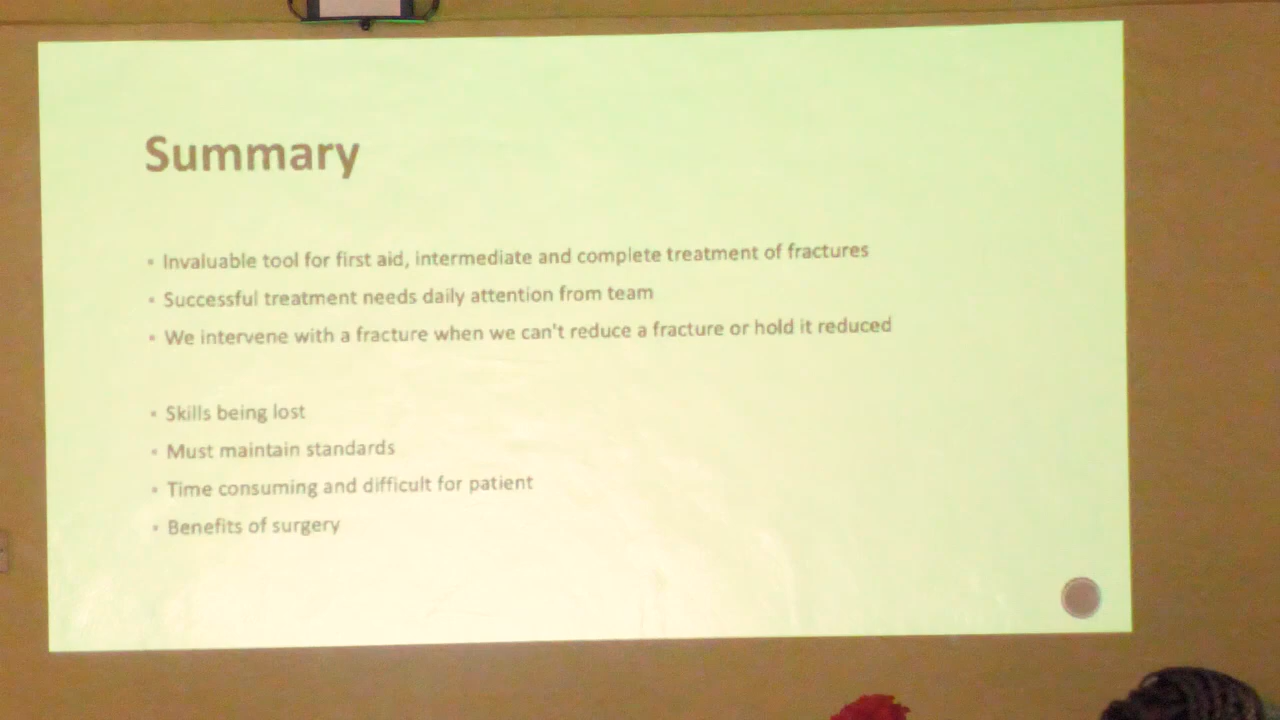 Summary
Invaluable tool for first aid, intermediate and complete treatment of fractures
Successful treatment needs daily attention from team
We intervene with a fracture when we can't reduce a fracture or hold it reduced
Skills being lost
Must maintain standards
Time consuming and difficult for patient
Benefits of surgery